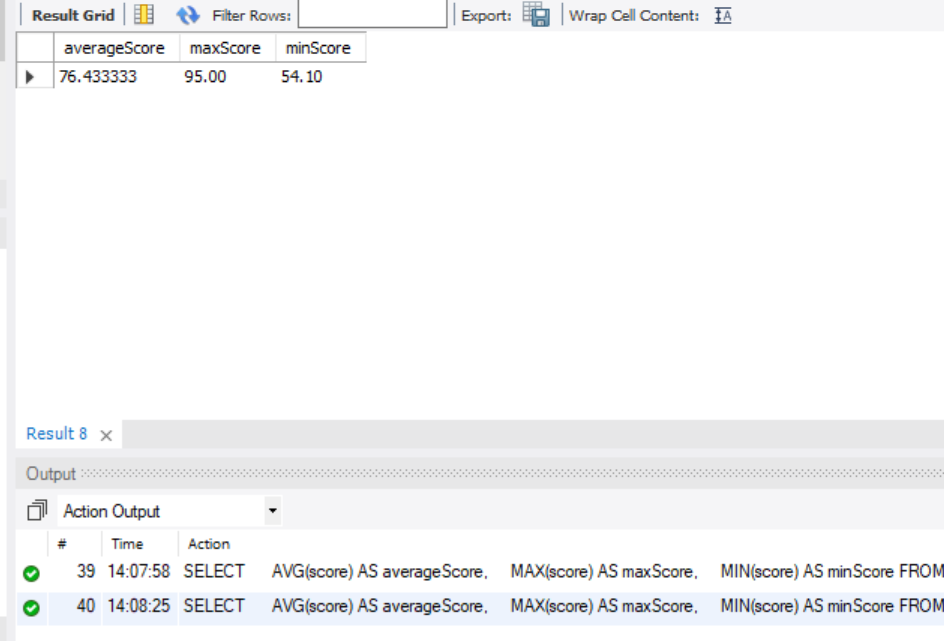 Result Grid Filter Rows: Export: Wrap Cell Content: IA
averageScore maxScore minScore
76.433333 95.00 54.10
Result 8 ×
Output
Action Output
# Time Action
39 14:07:58 SELECT AVG(score) AS averageScore, MAX(score) AS maxScore, MIN(score) AS minScore FROM
40 14:08:25 SELECT AVG(score) AS averageScore, MAX(score) AS maxScore, MIN(score) AS minScore FROM